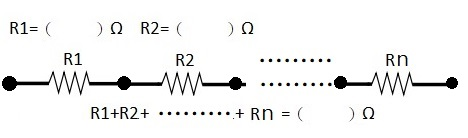 R1=（　　）Ω R2=（　　）Ω
R1 R2 ········· Rn
R1+R2+ ·········.+ Rn =（　　）Ω